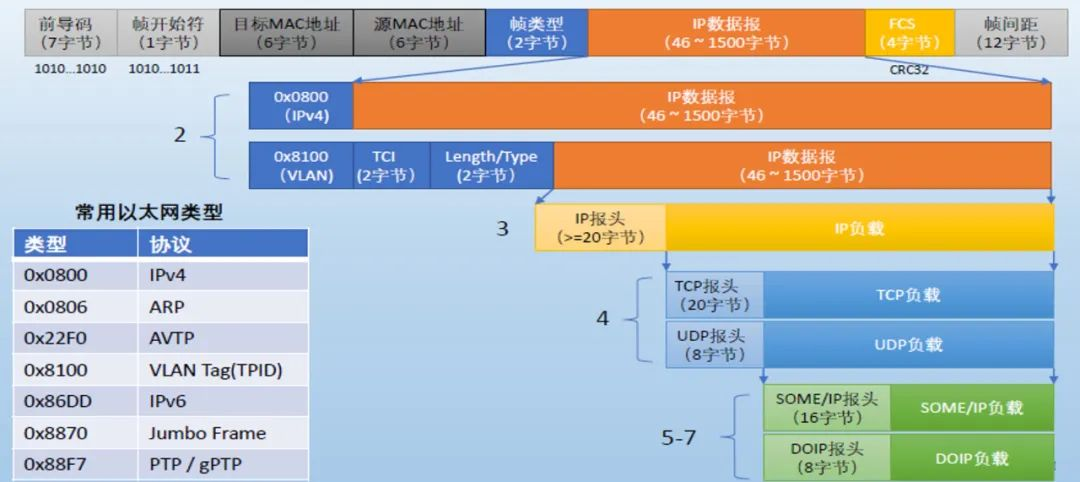 前导码 帧开始符 目标MAC地址 源MAC地址 帧类型 IP数据报 FCS 帧间距
(7字节) (1字节) (6字节) (6字节) (2字节) (46~1500字节) (4字节) (12字节)
1010...1010 1010...1011 CRC32
2
0x0800 IP数据报
(IPv4) (46~1500字节)
0x8100 TCI Length/Type IP数据报
(VLAN) (2字节) (2字节) (46~1500字节)
3
IP报头 IP负载
(>=20字节)
4
TCP报头 TCP负载
(20字节)
UDP报头 UDP负载
(8字节)
5-7
SOME/IP报头 SOME/IP负载
(16字节)
DOIP报头 DOIP负载
(8字节)
常用以太网类型
类型 协议
0x0800 IPv4
0x0806 ARP
0x22F0 AVTP
0x8100 VLAN Tag(TPID)
0x86DD IPv6
0x8870 Jumbo Frame
0x88F7 PTP / gPTP